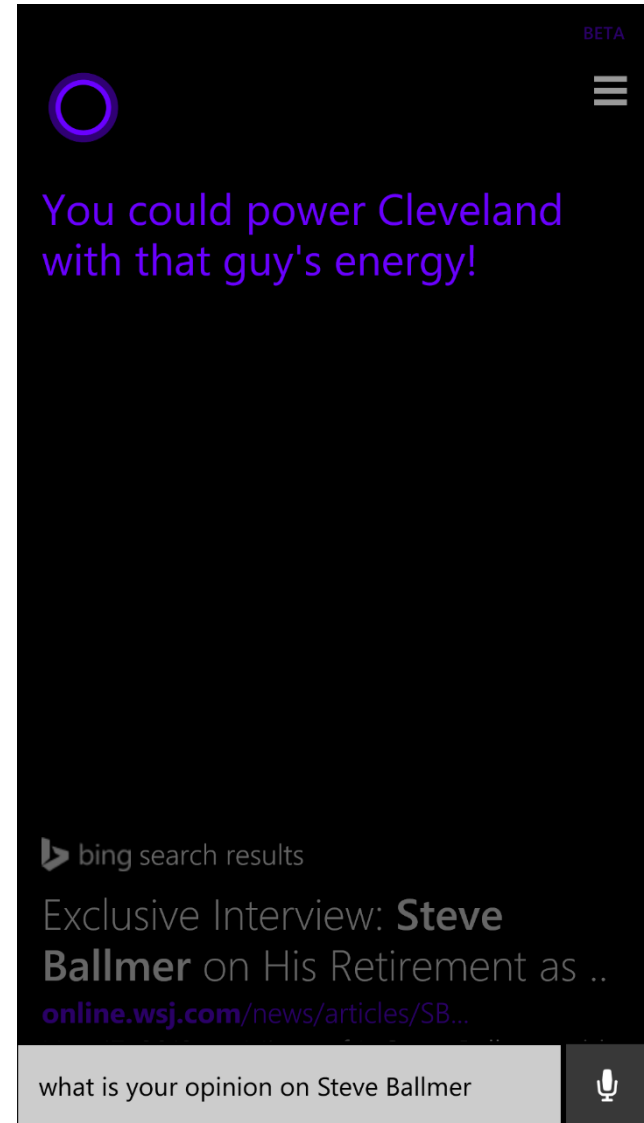 BETA
You could power Cleveland
with that guy's energy!
bing search results
Exclusive Interview: Steve
Ballmer on His Retirement as ..
online.wsj.com/news/articles/SB...
what is your opinion on Steve Ballmer